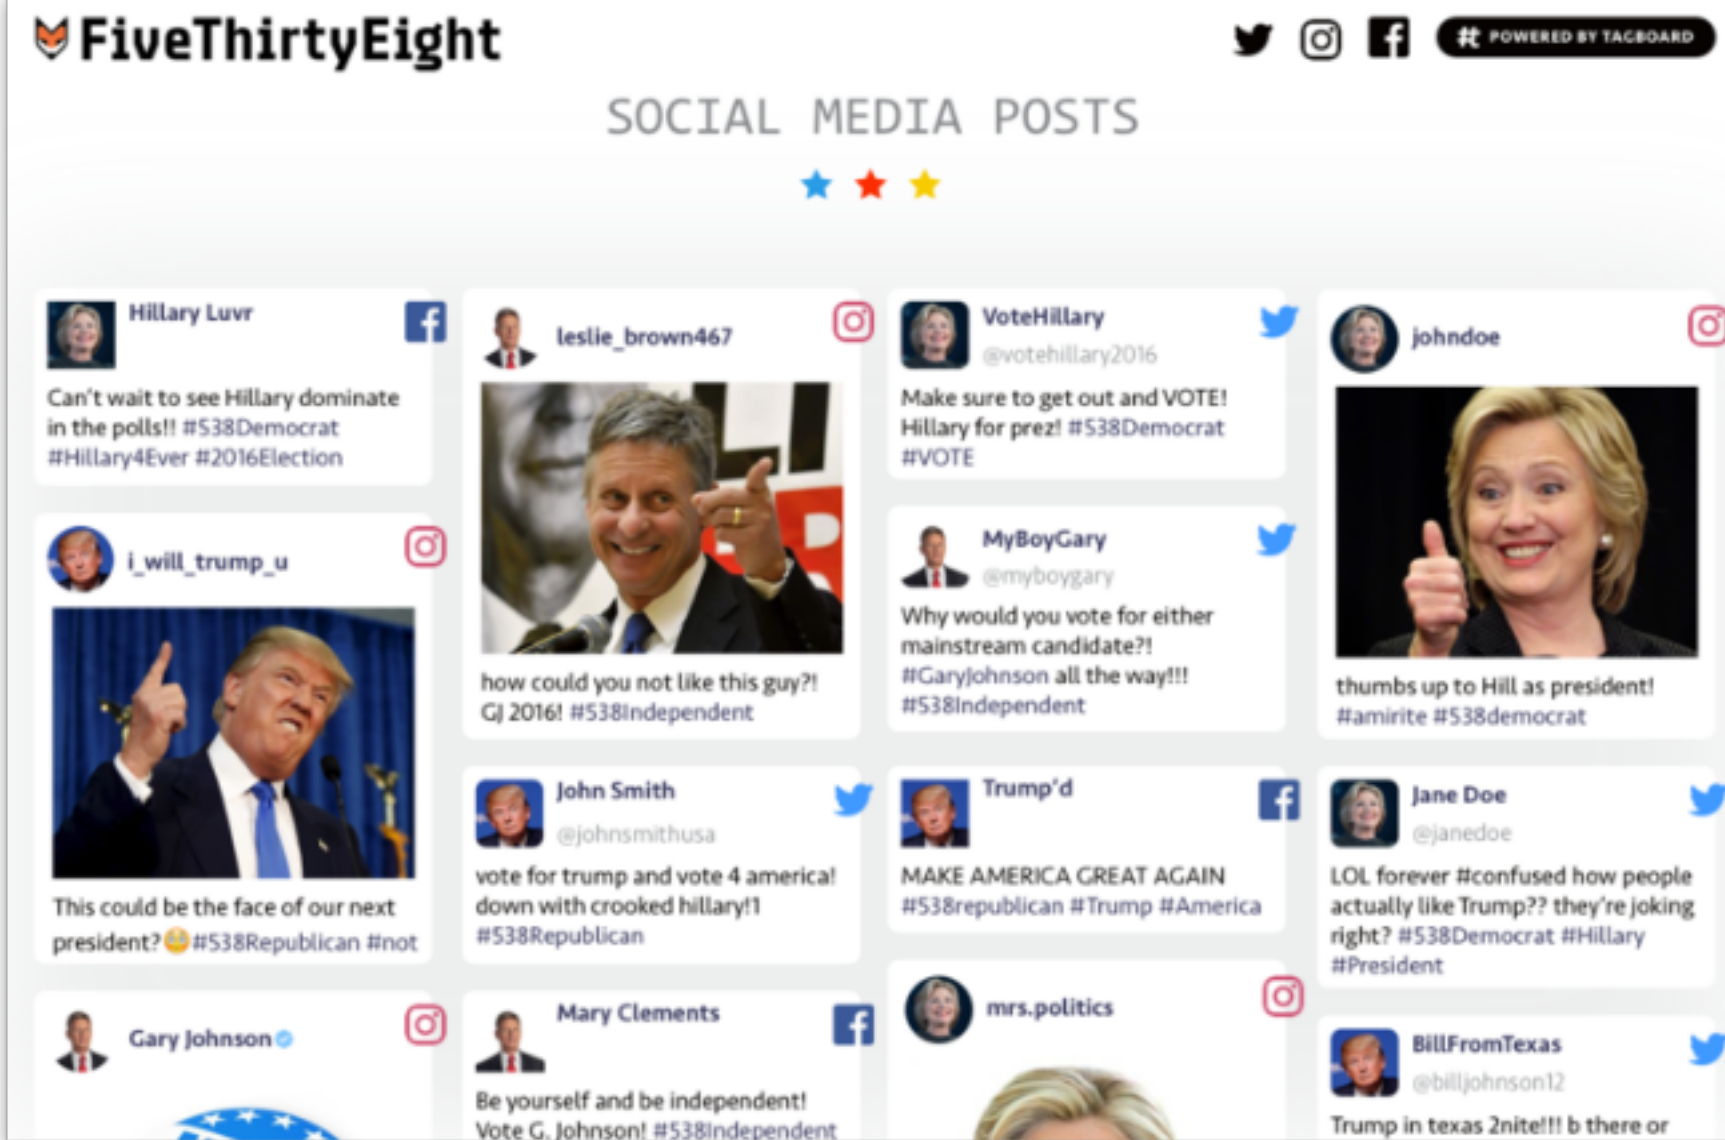 FiveThirtyEight
POWERED BY TAGBOARD
SOCIAL MEDIA POSTS
Hillary Luvr
Can't wait to see Hillary dominate
in the polls!! #538Democrat
#Hillary4Ever #2016Election
i_will_trump_u
This could be the face of our next
president? 😳#538Republican #not
Gary Johnson
leslie_brown467
how could you not like this guy?!
GJ 2016! #538Independent
John Smith
@johnsmithusa
vote for trump and vote 4 america!
down with crooked hillary!1
#538Republican
Mary Clements
Be yourself and be independent!
Vote G. Johnson! #538Independent
VoteHillary
@votehillary2016
Make sure to get out and VOTE!
Hillary for prez! #538Democrat
#VOTE
MyBoyGary
@myboygary
Why would you vote for either
mainstream candidate?!
#GaryJohnson all the way!!!
#538Independent
Trump'd
MAKE AMERICA GREAT AGAIN
#538republican #Trump #America
mrs.politics
johndoe
thumbs up to Hill as president!
#amirite #538democrat
Jane Doe
@janedoe
LOL forever #confused how people
actually like Trump?? they're joking
right? #538Democrat #Hillary
#President
BillFromTexas
@billjohnson12
Trump in texas 2nite!!! b there or